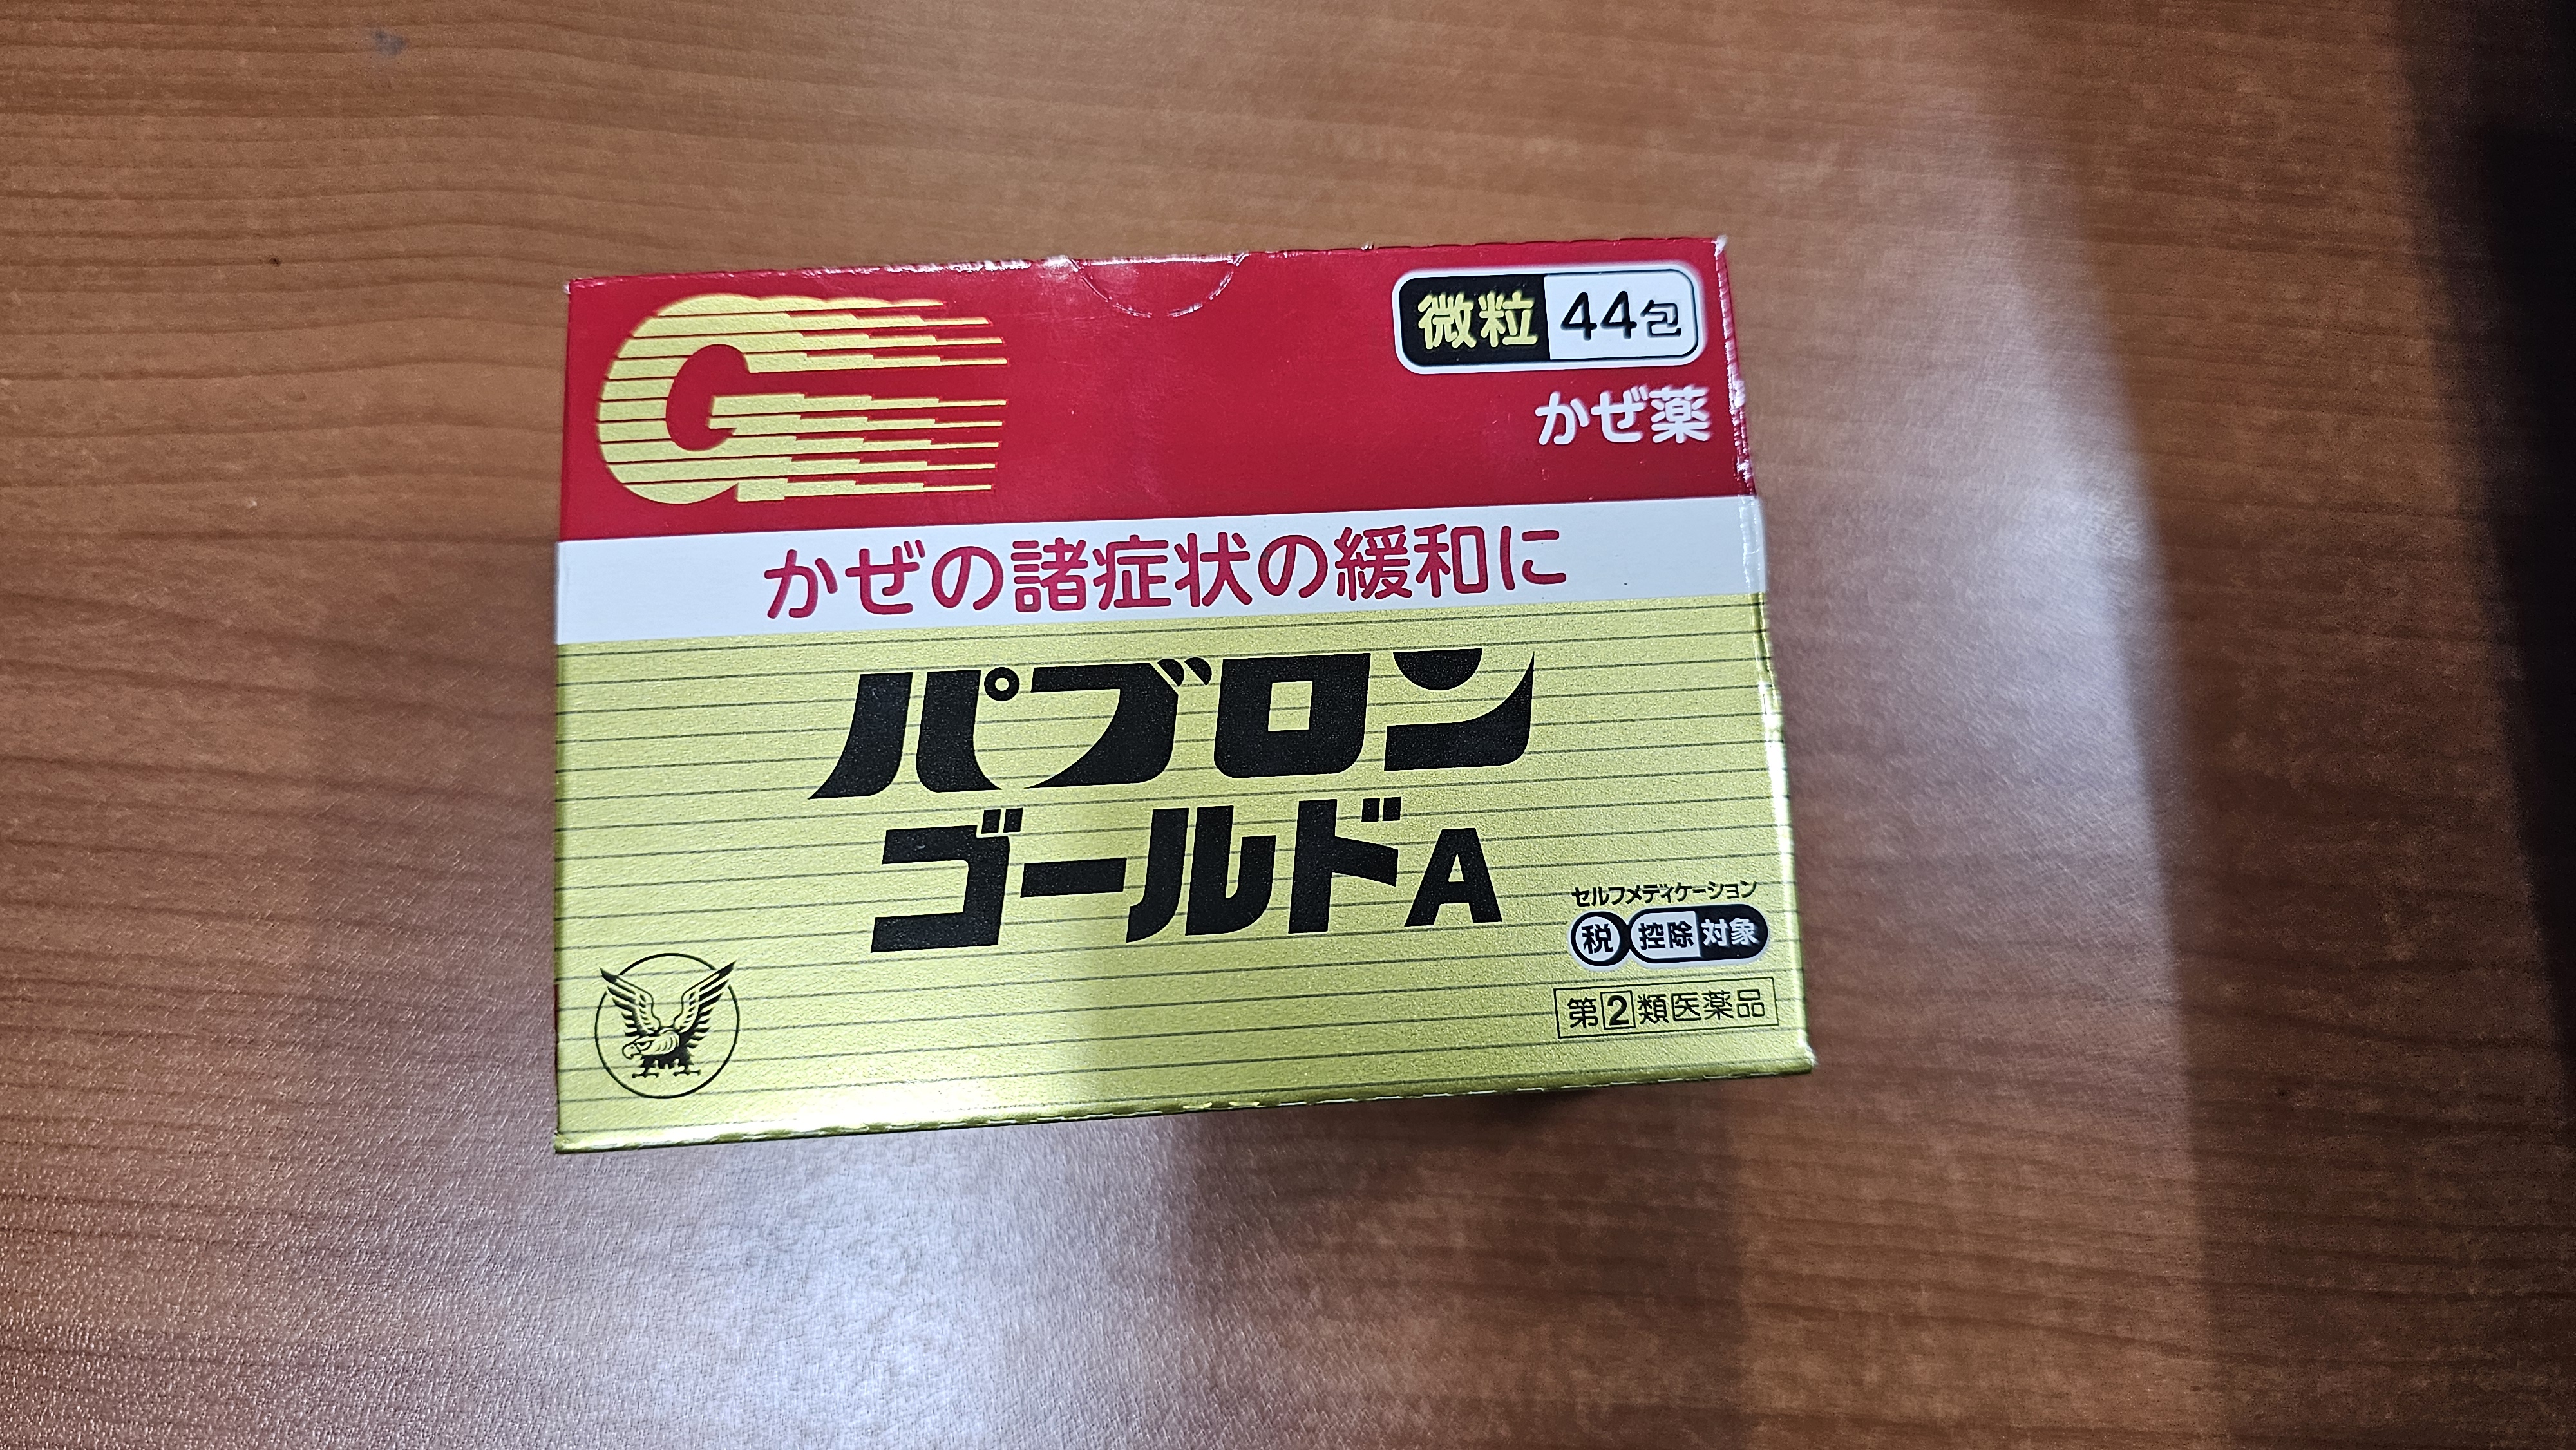 G
微粒 44包
かぜ薬
かぜの諸症状の緩和に
パブロン
ゴールドA
セルフメディケーション
税 控除対象
第2類医薬品